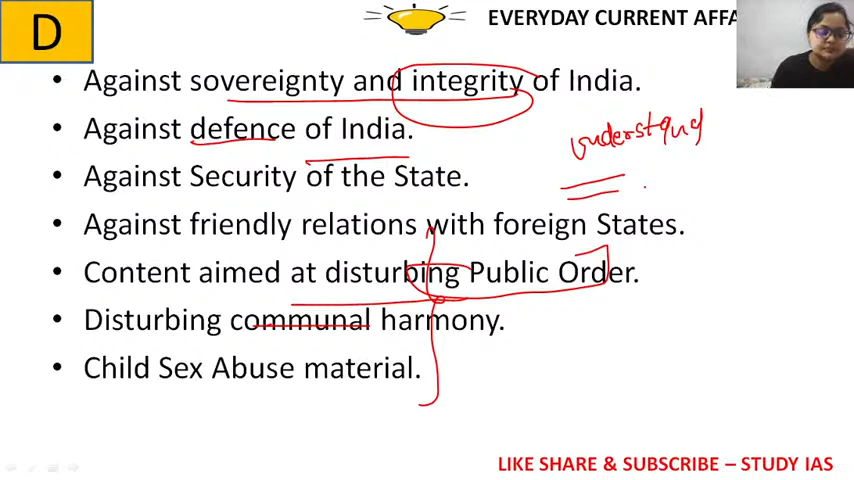 D
EVERYDAY CURRENT AFFA
• Against sovereignty and integrity of India.
• Against defence of India.
understand
• Against Security of the State.
• Against friendly relations with foreign States.
• Content aimed at disturbing Public Order.
• Disturbing communal harmony.
• Child Sex Abuse material.
LIKE SHARE & SUBSCRIBE – STUDY IAS